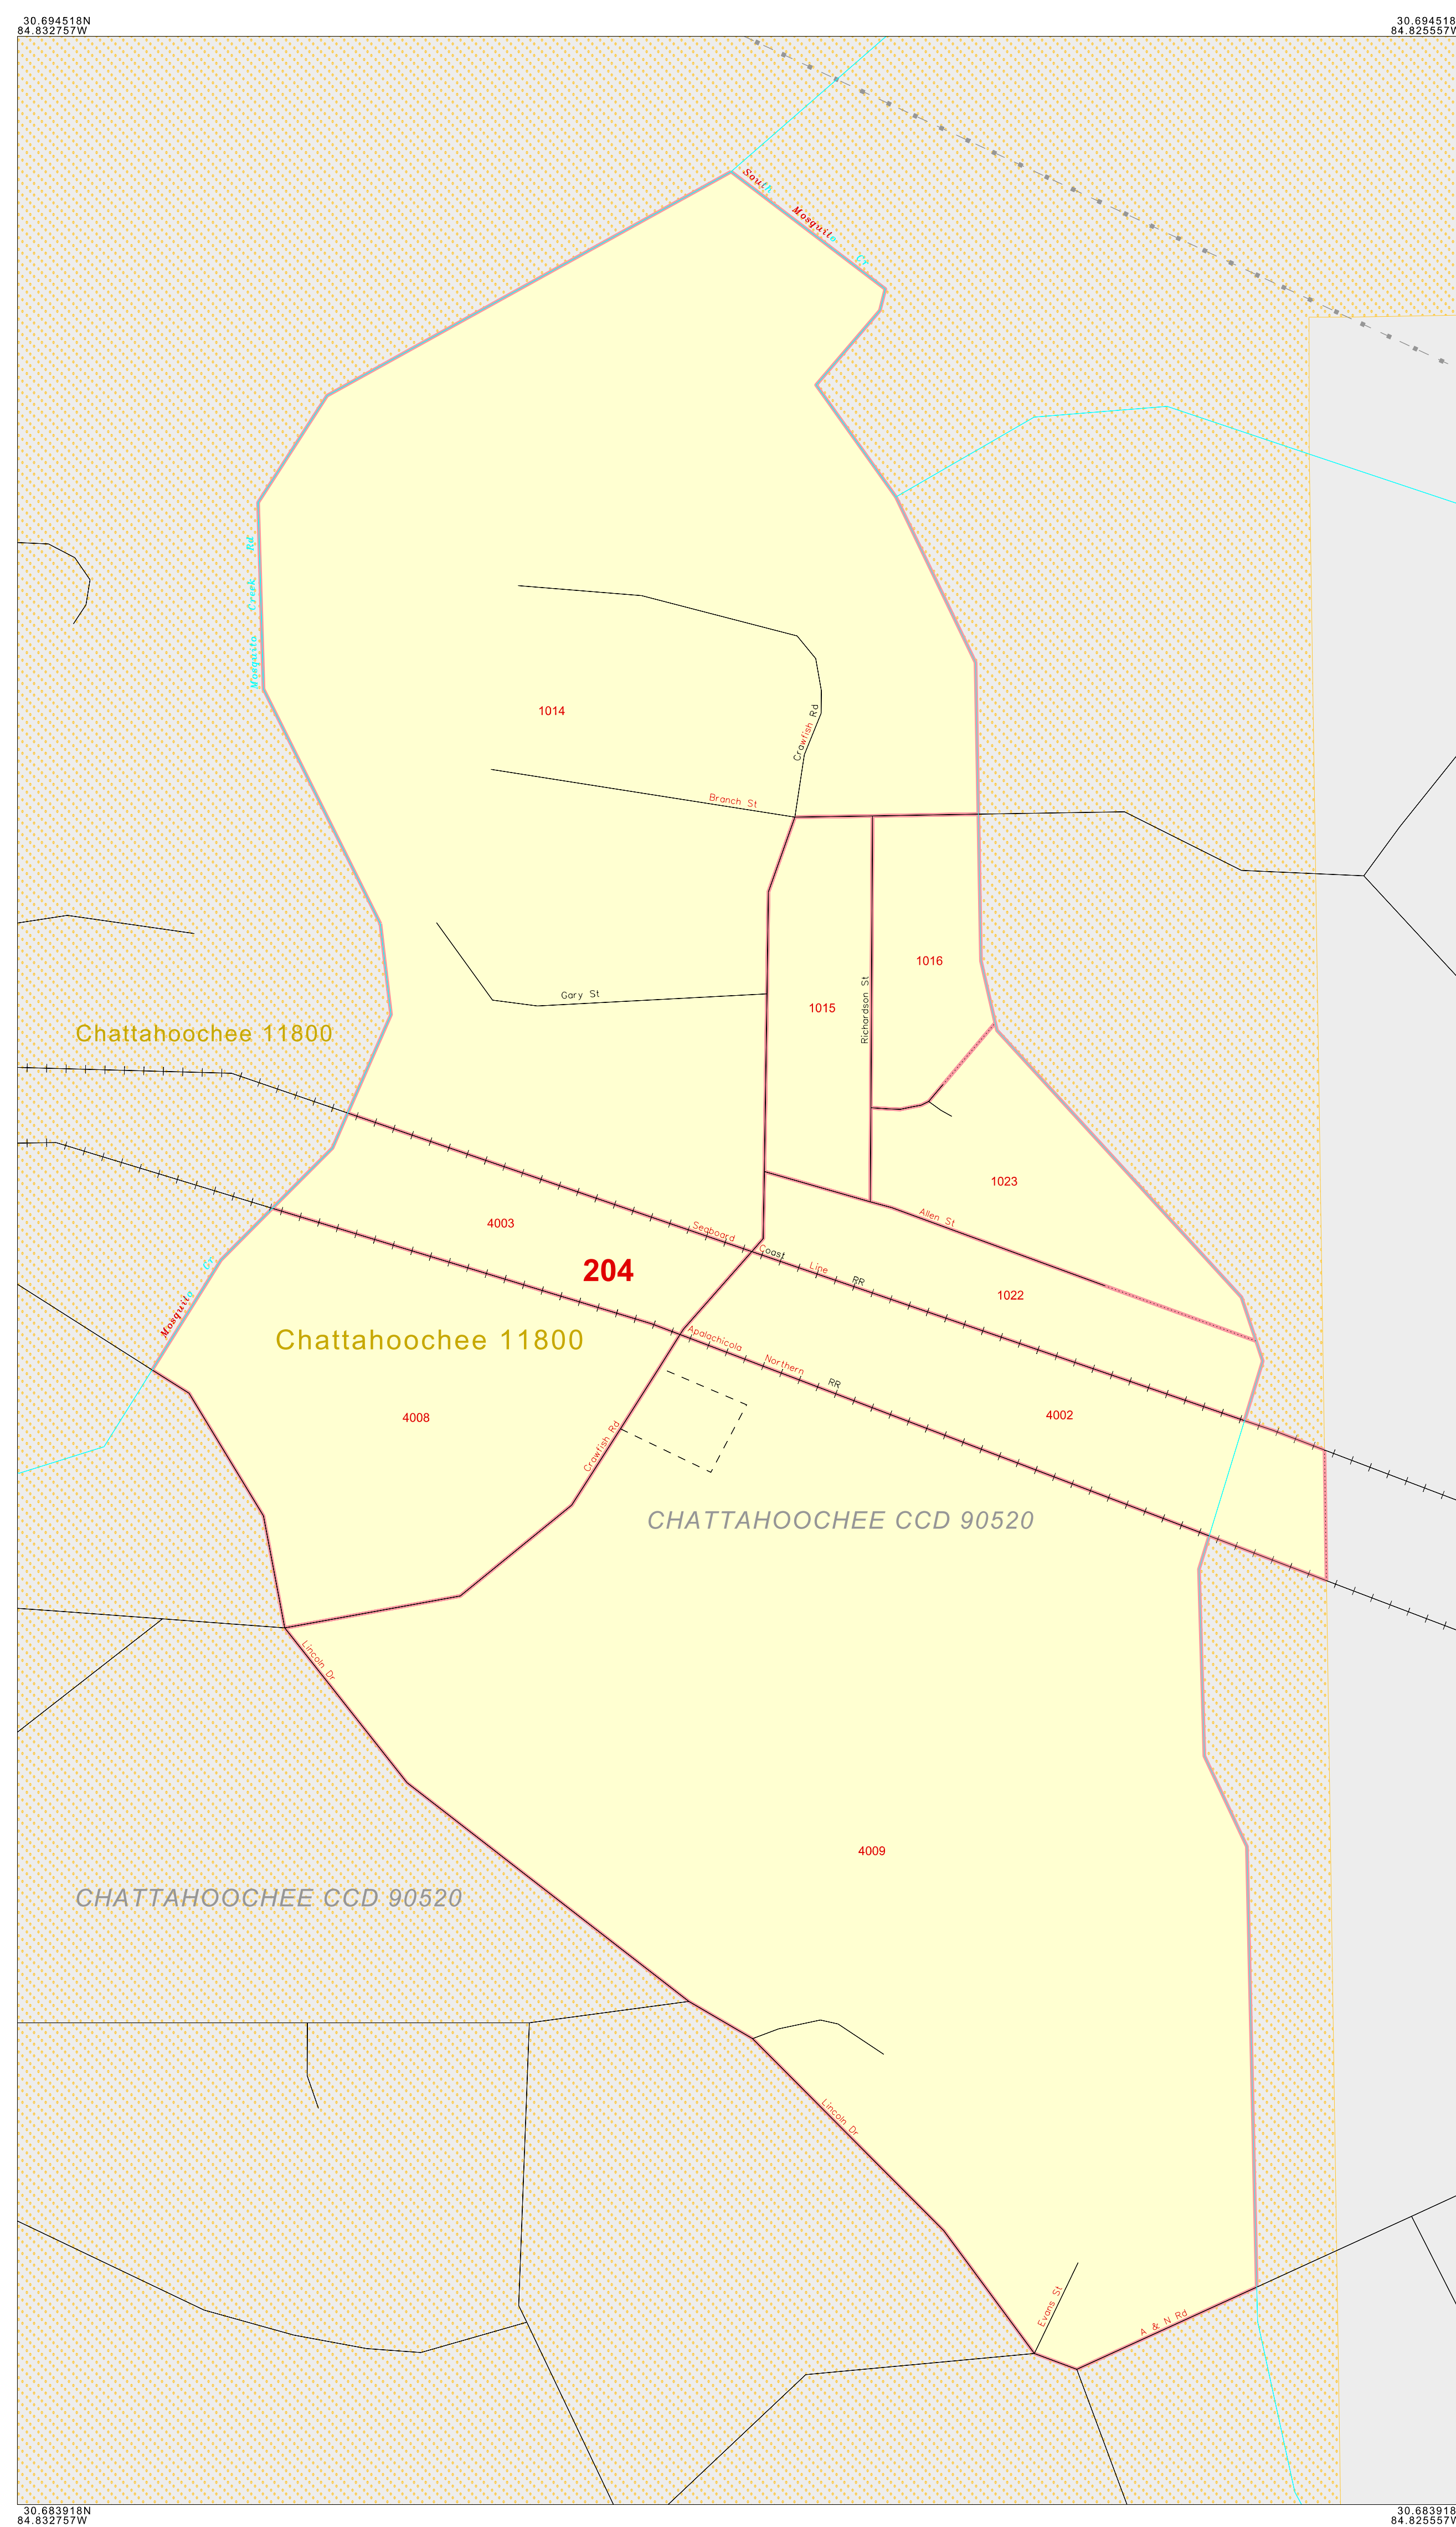 30.694518N
84.832757W
30.694518
84.825557W
South Mosquito Cr
Mosquito Creek Rd
1014
Crawfish Rd
Branch St
1016
Gary St
1015
Richardson St
Chattahoochee 11800
1023
Allen St
4003
Seaboard Coast Line RR
204
Mosquito Cr
1022
Chattahoochee 11800
Apalachicola Northern RR
4008
4002
Crawfish Rd
CHATTAHOOCHEE CCD 90520
Lincoln Dr
4009
CHATTAHOOCHEE CCD 90520
Lincoln Dr
Evans St
A & N Rd
30.683918N
84.832757W
30.683918
84.825557W